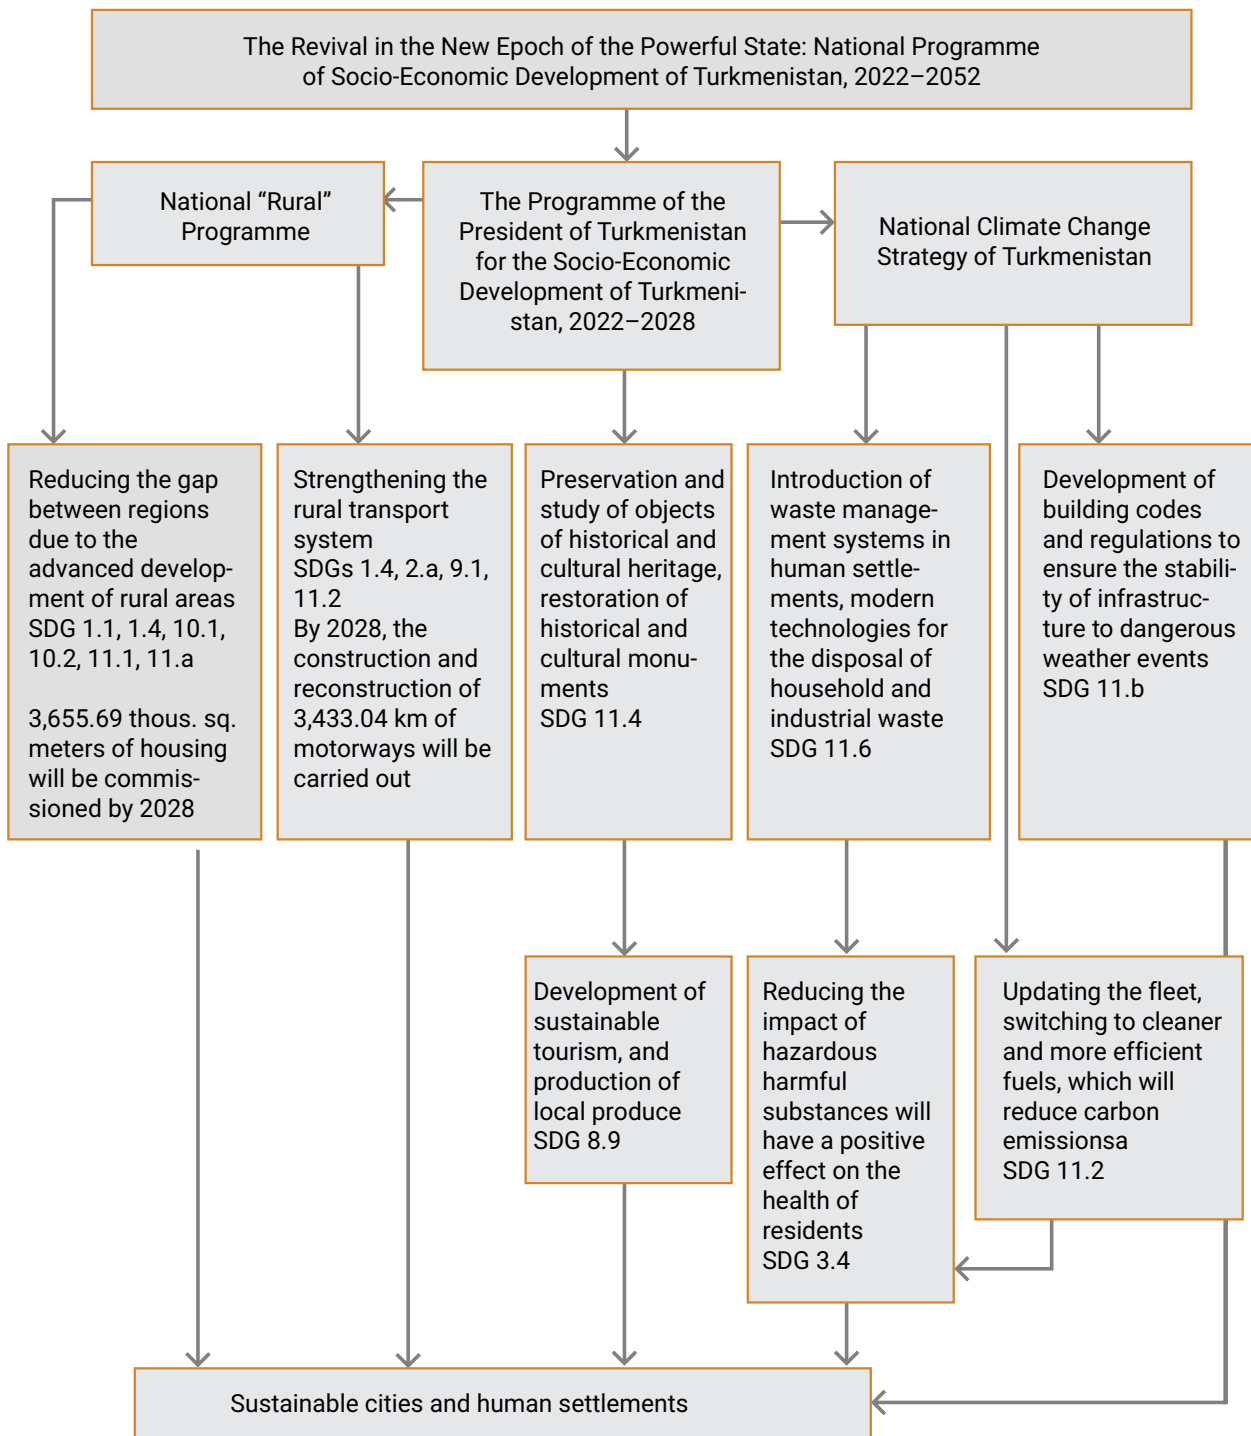 The Revival in the New Epoch of the Powerful State: National Programme
of Socio-Economic Development of Turkmenistan, 2022–2052
National “Rural”
Programme
The Programme of the
President of Turkmenistan
for the Socio-Economic
Development of Turkmeni-
stan, 2022–2028
National Climate Change
Strategy of Turkmenistan
Reducing the gap
between regions
due to the
advanced develop-
ment of rural areas
SDG 1.1, 1.4, 10.1,
10.2, 11.1, 11.a
3,655.69 thous. sq.
meters of housing
will be commis-
sioned by 2028
Strengthening the
rural transport
system
SDGs 1.4, 2.a, 9.1,
11.2
By 2028, the
construction and
reconstruction of
3,433.04 km of
motorways will be
carried out
Preservation and
study of objects
of historical and
cultural heritage,
restoration of
historical and
cultural monu-
ments
SDG 11.4
Introduction of
waste manage-
ment systems in
human settle-
ments, modern
technologies for
the disposal of
household and
industrial waste
SDG 11.6
Development of
building codes
and regulations to
ensure the stabili-
ty of infrastruc-
ture to dangerous
weather events
SDG 11.b
Development of
sustainable
tourism, and
production of
local produce
SDG 8.9
Reducing the
impact of
hazardous
harmful
substances will
have a positive
effect on the
health of
residents
SDG 3.4
Updating the fleet,
switching to cleaner
and more efficient
fuels, which will
reduce carbon
emissionsa
SDG 11.2
Sustainable cities and human settlements